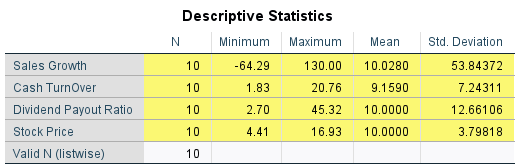 Descriptive Statistics
N Minimum Maximum Mean Std. Deviation
Sales Growth 10 -64.29 130.00 10.0280 53.84372
Cash TurnOver 10 1.83 20.76 9.1590 7.24311
Dividend Payout Ratio 10 2.70 45.32 10.0000 12.66106
Stock Price 10 4.41 16.93 10.0000 3.79818
Valid N (listwise) 10